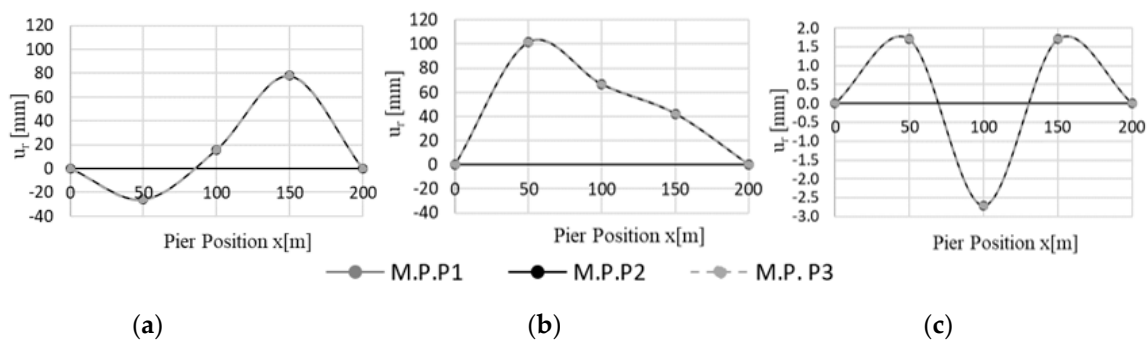 120
100
80
60
40
20
0
-20
-40
u_r [mm]
0 50 100 150 200
Pier Position x[m]
120
100
80
60
40
20
0
-20
-40
u_r [mm]
0 50 100 150 200
Pier Position x[m]
2.0
1.5
1.0
0.5
0.0
-0.5
-1.0
-1.5
-2.0
-2.5
-3.0
u_r [mm]
0 50 100 150 200
Pier Position x[m]
M.P.P1 M.P.P2 M.P. P3
(a) (b) (c)